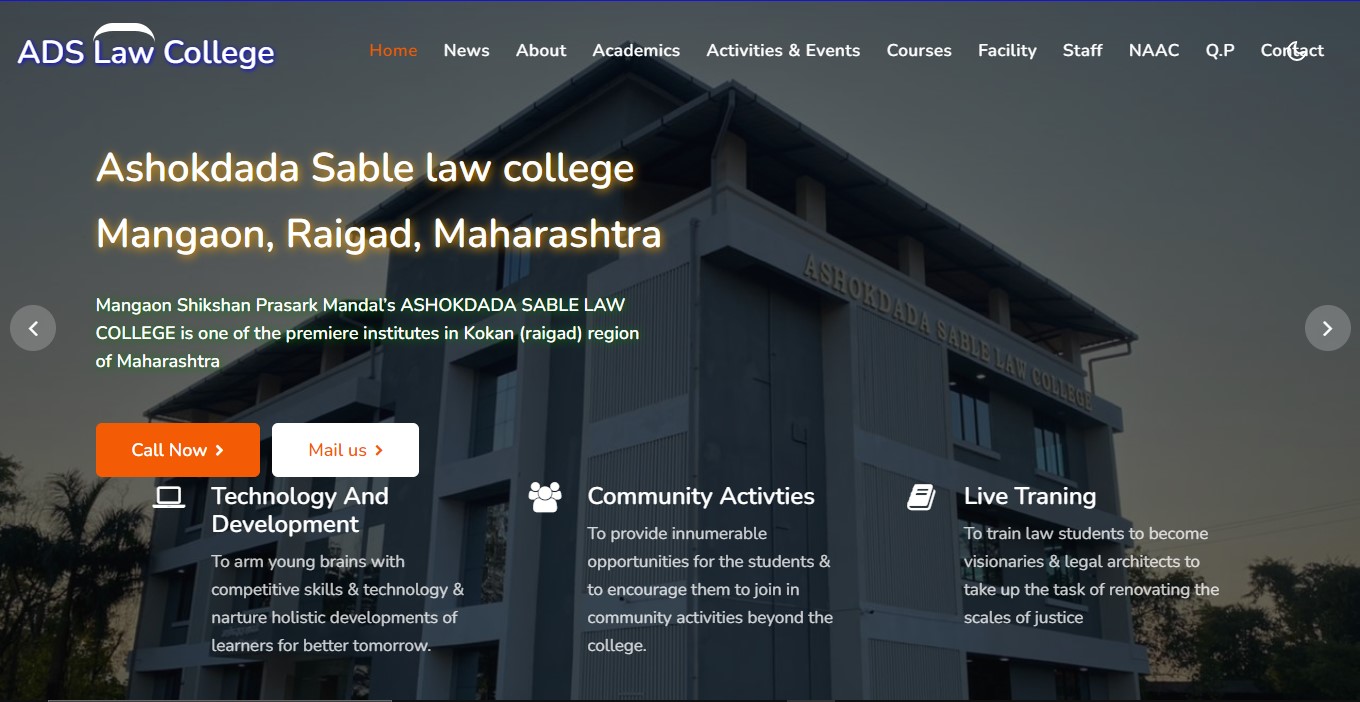 ADS Law College
Home News About Academics Activities & Events Courses Facility Staff NAAC Q.P Contact
Ashokdada Sable law college
Mangaon, Raigad, Maharashtra
Mangaon Shikshan Prasark Mandal's ASHOKDADA SABLE LAW
COLLEGE is one of the premiere institutes in Kokan (raigad) region
of Maharashtra
ASHOKDADA SABLE LAW COLLEGE
Call Now
Mail us
Technology And
Development
To arm young brains with
competitive skills & technology &
narture holistic developments of
learners for better tomorrow.
Community Activties
To provide innumerable
opportunities for the students &
to encourage them to join in
community activities beyond the
college.
Live Traning
To train law students to become
visionaries & legal architects to
take up the task of renovating the
scales of justice